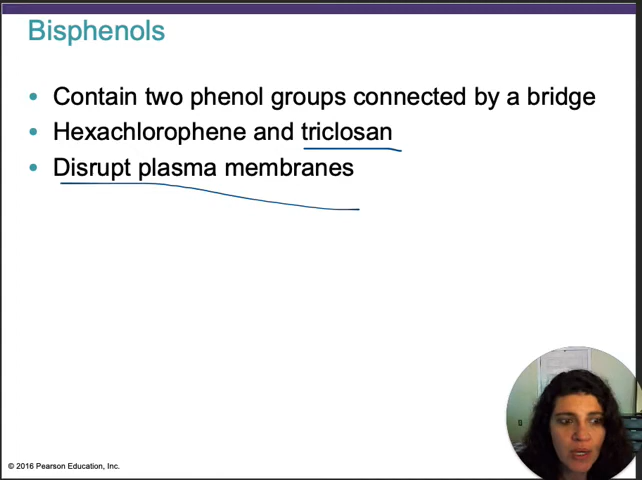 Bisphenols
• Contain two phenol groups connected by a bridge
• Hexachlorophene and triclosan
• Disrupt plasma membranes
© 2016 Pearson Education, Inc.